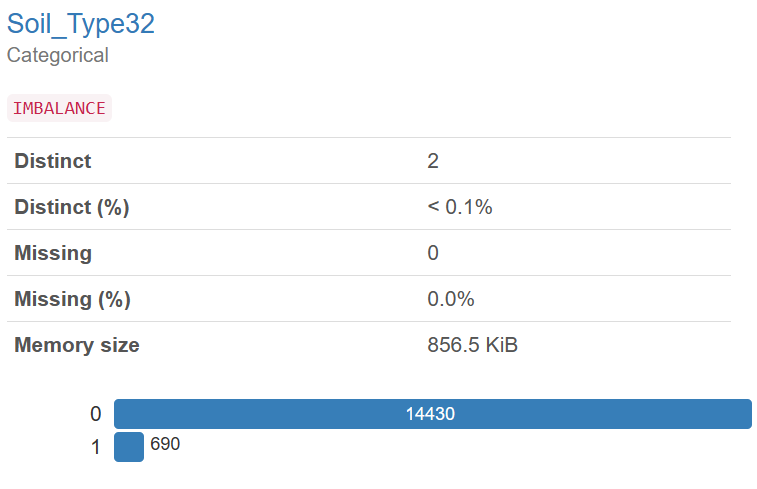 Soil_Type32
Categorical
IMBALANCE
Distinct 2
Distinct (%) < 0.1%
Missing 0
Missing (%) 0.0%
Memory size 856.5 KiB
0 14430
1 690